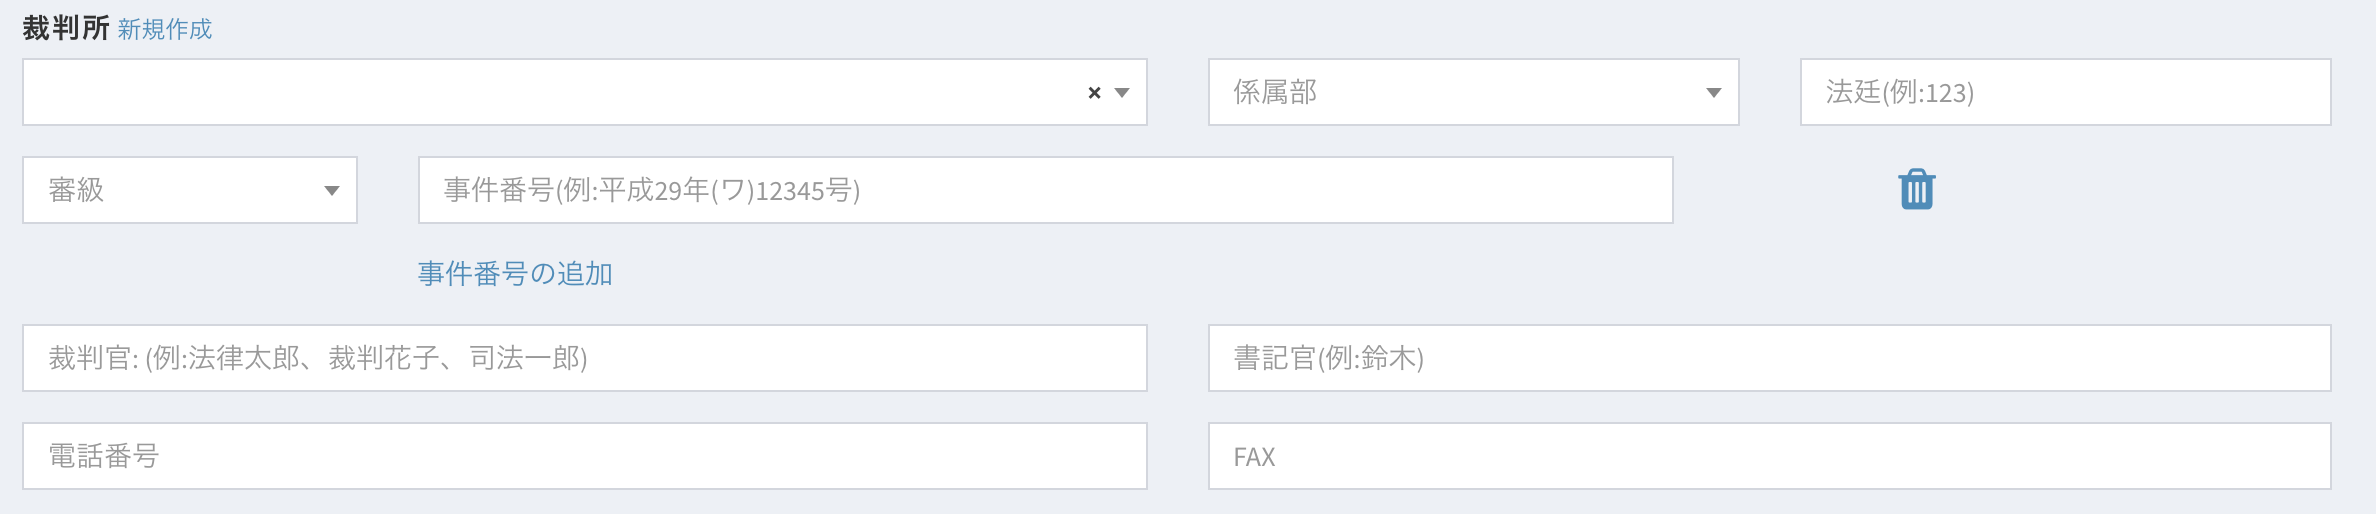 裁判所 新規作成
× 係属部 法廷(例:123)
審級 事件番号(例:平成29年(ワ)12345号)
事件番号の追加
裁判官: (例:法律太郎、裁判花子、司法一郎) 書記官(例:鈴木)
電話番号 FAX